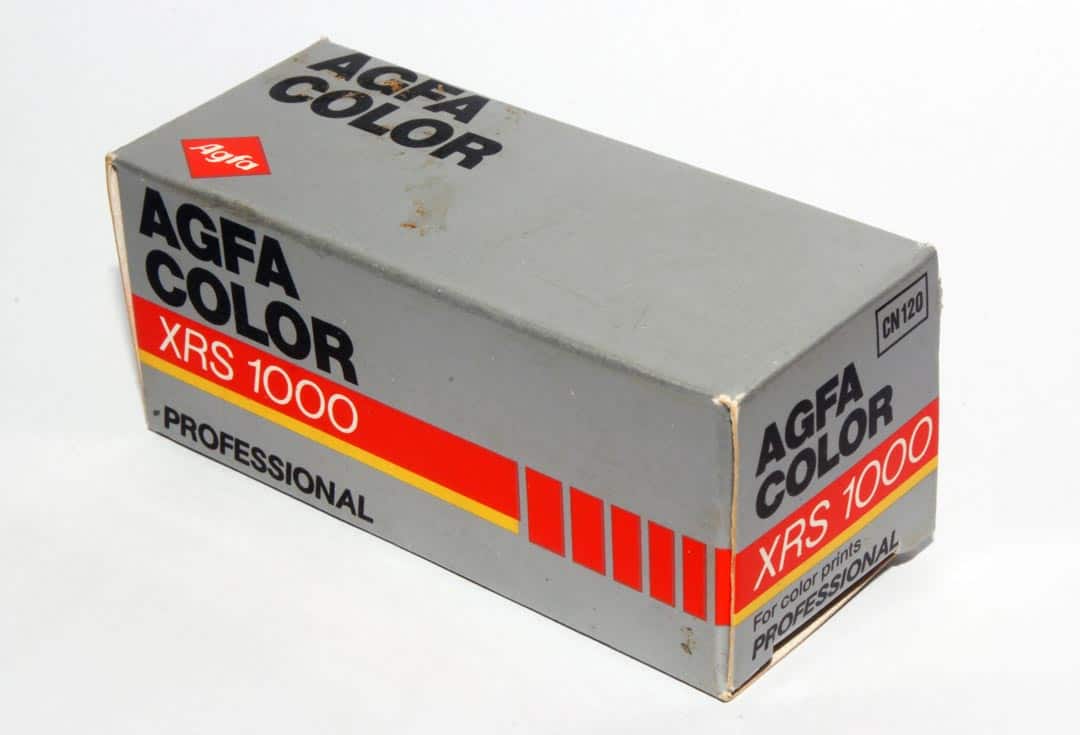 AGFA
COLOR
Agfa
AGFA
COLOR
XRS 1000
PROFESSIONAL
CN120
AGFA
COLOR
XRS 1000
For color prints
PROFESSIONAL